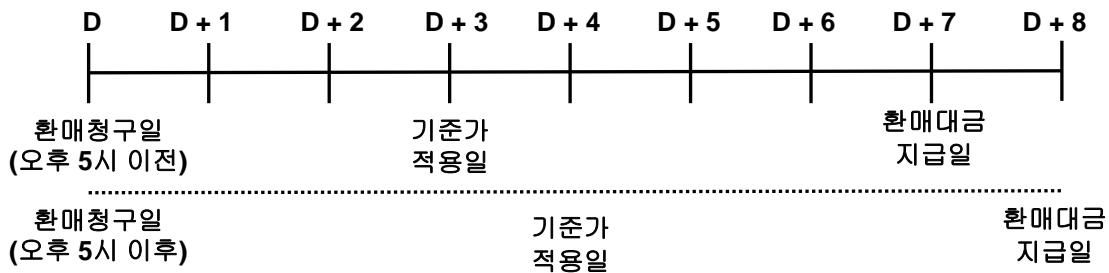 D D + 1 D + 2 D + 3 D + 4 D + 5 D + 6 D + 7 D + 8
환매청구일
(오후 5시 이전)
기준가
적용일
환매대금
지급일
환매청구일
(오후 5시 이후)
기준가
적용일
환매대금
지급일